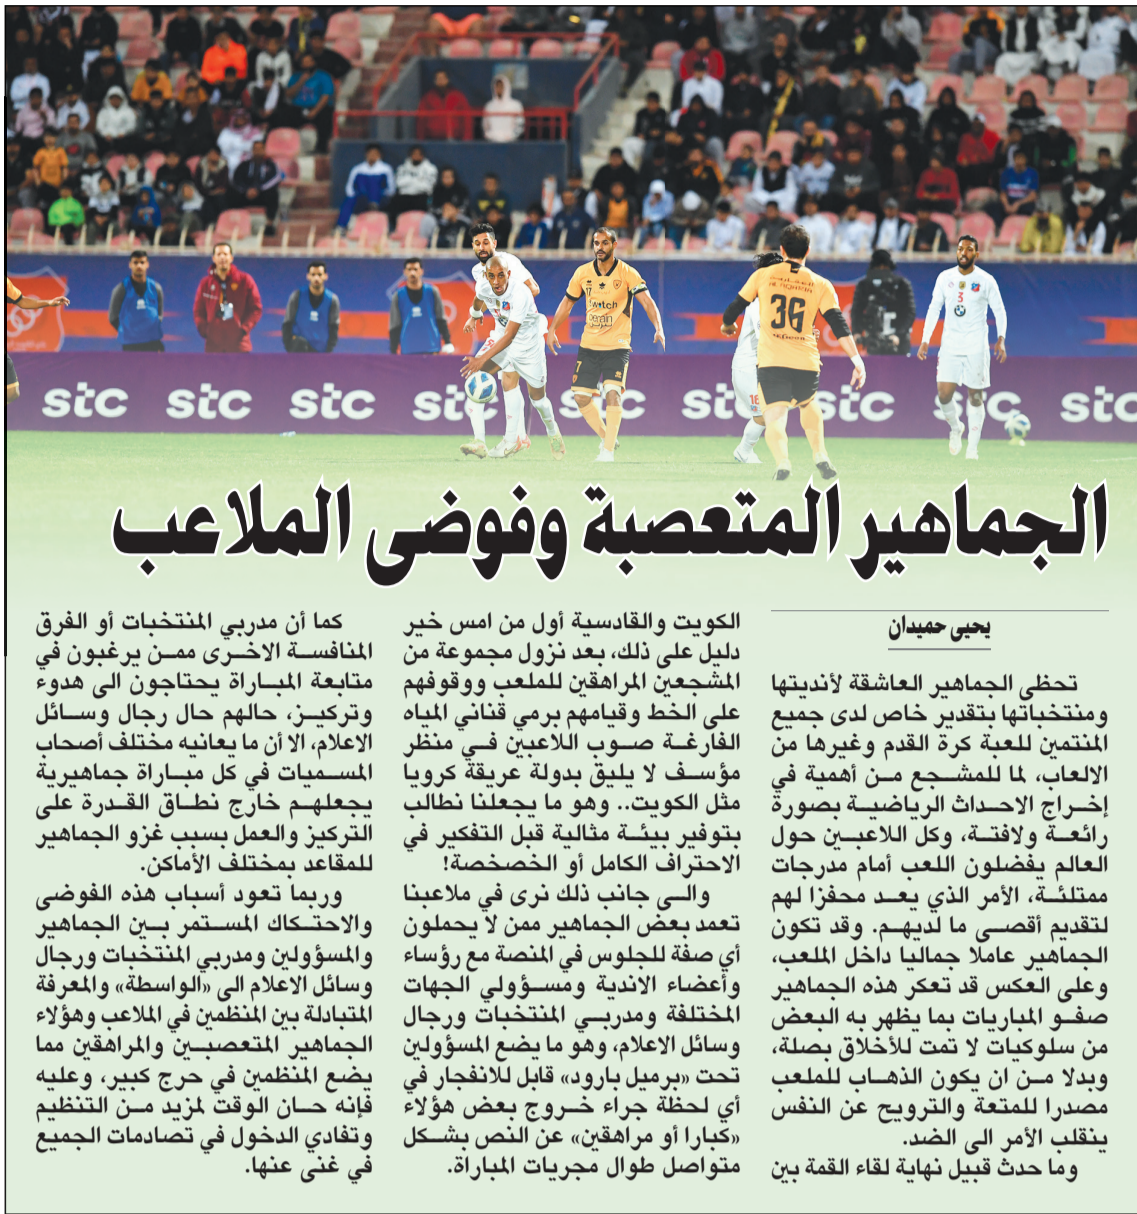 36
3
stc stc stc stc stc stc stc stc
الجماهير المتعصبة وفوضى الملاعب
يحيى حميدان
تحظى الجماهير العاشقة لأنديتها
ومنتخباتها بتقدير خاص لدى جميع
المنتمين للعبة كرة القدم وغيرها من
الالعاب، لما للمشجع من أهمية في
إخراج الاحداث الرياضية بصورة
رائعة ولافتة، وكل اللاعبين حول
العالم يفضلون اللعب أمام مدرجات
ممتلئة، الأمر الذي يعد محفزا لهم
لتقديم أقصى ما لديهم. وقد تكون
الجماهير عاملا جماليا داخل الملعب،
وعلى العكس قد تعكر هذه الجماهير
صفو المباريات بما يظهر به البعض
من سلوكيات لا تمت للأخلاق بصلة،
وبدلا من ان يكون الذهاب للملعب
مصدرا للمتعة والترويح عن النفس
ينقلب الأمر الى الضد.
وما حدث قبيل نهاية لقاء القمة بين
الكويت والقادسية أول من امس خير
دليل على ذلك، بعد نزول مجموعة من
المشجعين المراهقين للملعب ووقوفهم
على الخط وقيامهم برمي قناني المياه
الفارغة صوب اللاعبين في منظر
مؤسف لا يليق بدولة عريقة كرويا
مثل الكويت.. وهو ما يجعلنا نطالب
بتوفير بيئة مثالية قبل التفكير في
الاحتراف الكامل أو الخصخصة!
والى جانب ذلك نرى في ملاعبنا
تعمد بعض الجماهير ممن لا يحملون
أي صفة للجلوس في المنصة مع رؤساء
وأعضاء الاندية ومسؤولي الجهات
المختلفة ومدربي المنتخبات ورجال
وسائل الاعلام، وهو ما يضع المسؤولين
تحت «برميل بارود» قابل للانفجار في
أي لحظة جراء خروج بعض هؤلاء
«كبارا أو مراهقين» عن النص بشكل
متواصل طوال مجريات المباراة.
كما أن مدربي المنتخبات أو الفرق
المنافسة الاخرى ممن يرغبون في
متابعة المباراة يحتاجون الى هدوء
وتركيز، حالهم حال رجال وسائل
الاعلام، الا أن ما يعانيه مختلف أصحاب
المسميات في كل مباراة جماهيرية
يجعلهم خارج نطاق القدرة على
التركيز والعمل بسبب غزو الجماهير
للمقاعد بمختلف الأماكن.
وربما تعود أسباب هذه الفوضى
والاحتكاك المستمر بين الجماهير
والمسؤولين ومدربي المنتخبات ورجال
وسائل الاعلام الى «الواسطة» والمعرفة
المتبادلة بين المنظمين في الملاعب وهؤلاء
الجماهير المتعصبين والمراهقين مما
يضع المنظمين في حرج كبير، وعليه
فإنه حان الوقت لمزيد من التنظيم
وتفادي الدخول في تصادمات الجميع
في غنى عنها.